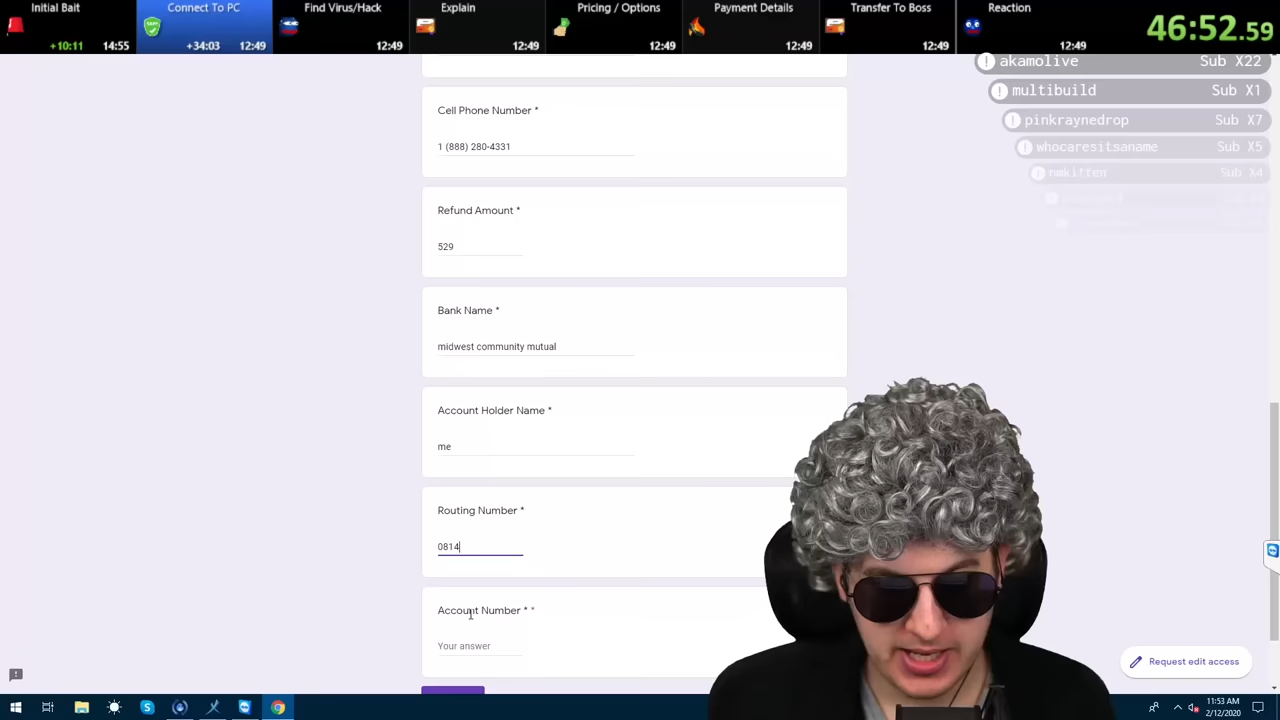 Initial Bait
+10:11 14:55
Connect To PC
+34:03 12:49
Find Virus/Hack
12:49
Explain
12:49
Pricing / Options
12:49
Payment Details
12:49
Transfer To Boss
12:49
Reaction
12:49
46:52.59
akamolive Sub X22
multibuild Sub X1
pinkraynedrop Sub X7
whocaresitsaname Sub X5
nmkitten Sub X4
Cell Phone Number *
1 (888) 280-4331
Refund Amount *
529
Bank Name *
midwest community mutual
Account Holder Name *
me
Routing Number *
0814
Account Number * *
Your answer
Request edit access
11:53 AM
2/12/2020